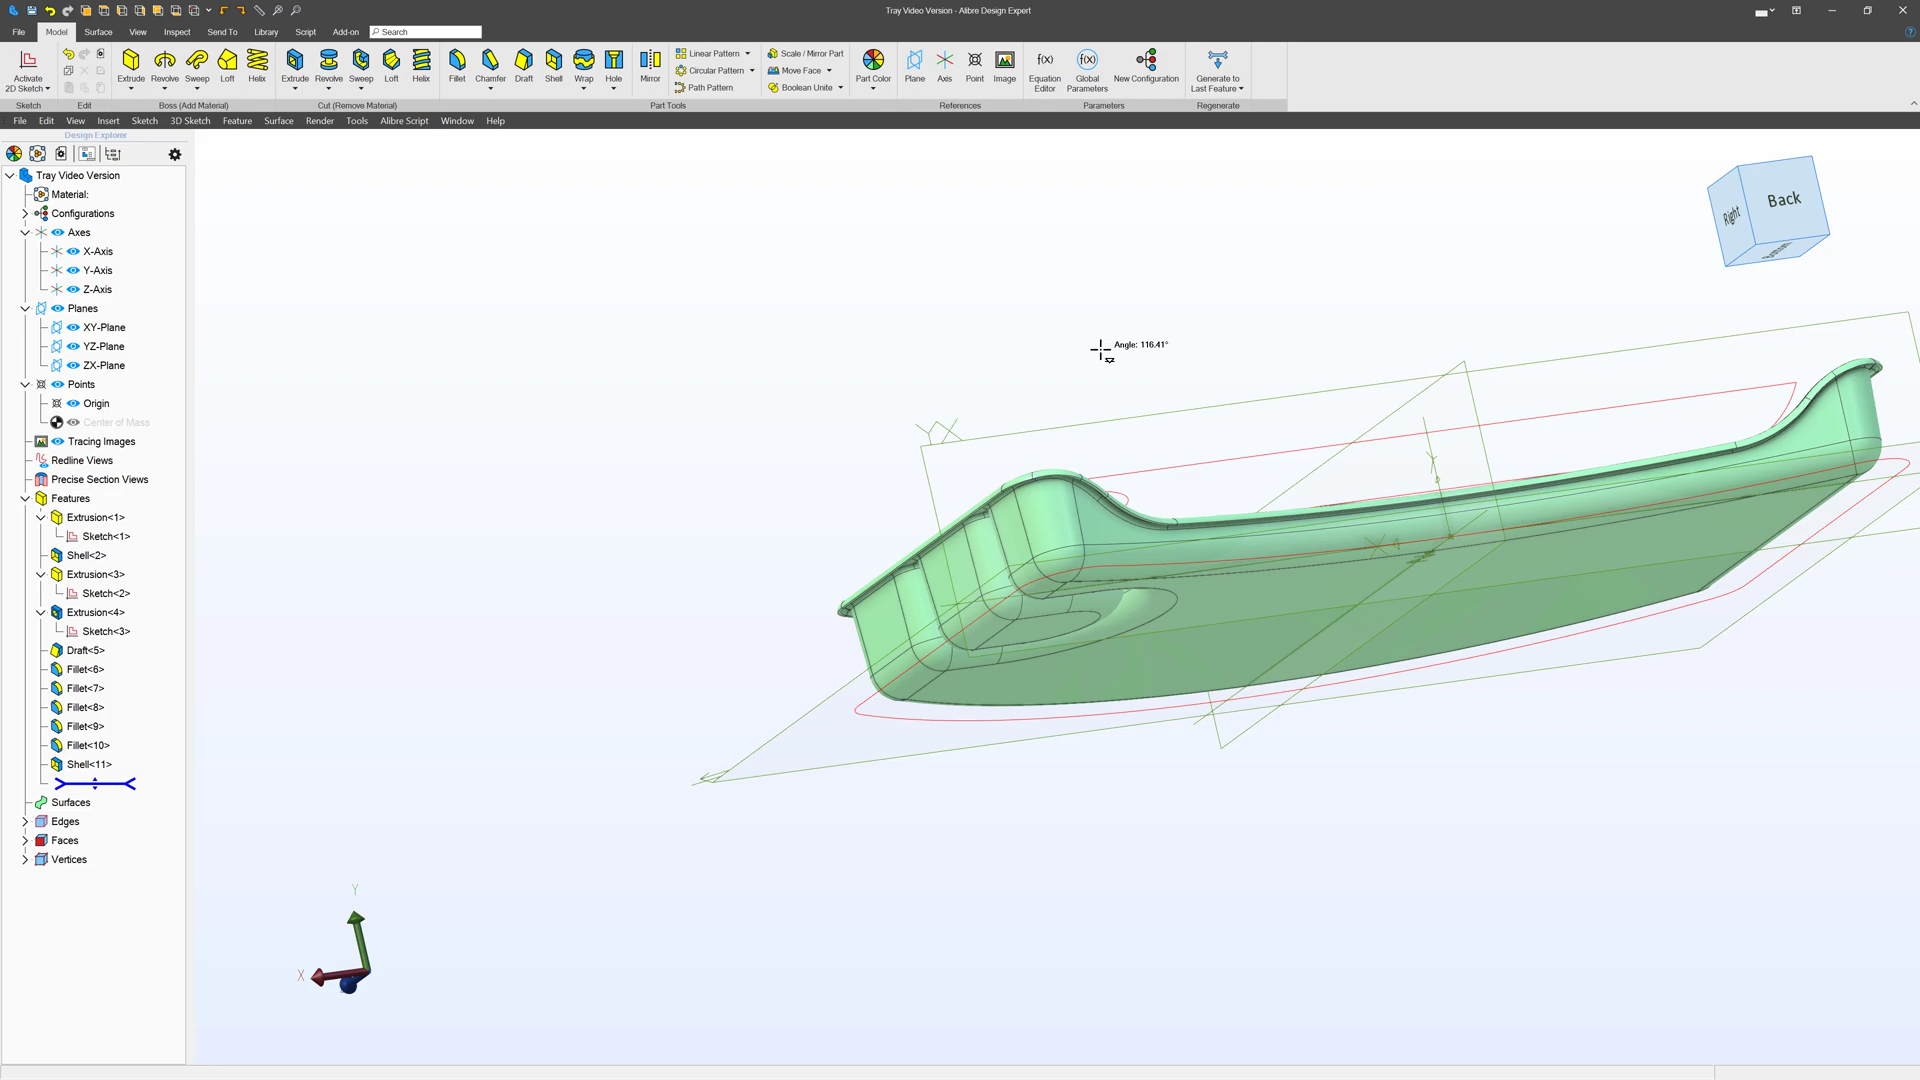 Tray Video Version - Alibre Design Expert
File Model Surface View Inspect Send To Library Script Add-on Search
Activate 2D Sketch Extrude Revolve Sweep Loft Helix Extrude Revolve Sweep Loft Helix Fillet Chamfer Draft Shell Wrap Hole Mirror Linear Pattern Circular Pattern Path Pattern Scale / Mirror Part Move Face Boolean Unite Part Color Plane Axis Point Image Equation Editor Global Parameters New Configuration Generate to Last Feature
Sketch Edit Boss (Add Material) Cut (Remove Material) Part Tools References Parameters Regenerate
File Edit View Insert Sketch 3D Sketch Feature Surface Render Tools Alibre Script Window Help
Design Explorer
Tray Video Version
Material:
Configurations
Axes
X-Axis
Y-Axis
Z-Axis
Planes
XY-Plane
YZ-Plane
ZX-Plane
Points
Origin
Center of Mass
Tracing Images
Redline Views
Precise Section Views
Features
Extrusion<1>
Sketch<1>
Shell<2>
Extrusion<3>
Sketch<2>
Extrusion<4>
Sketch<3>
Draft<5>
Fillet<6>
Fillet<7>
Fillet<8>
Fillet<9>
Fillet<10>
Shell<11>
Surfaces
Edges
Faces
Vertices
Right Back Bottom
Angle: 116.41°
Y
X